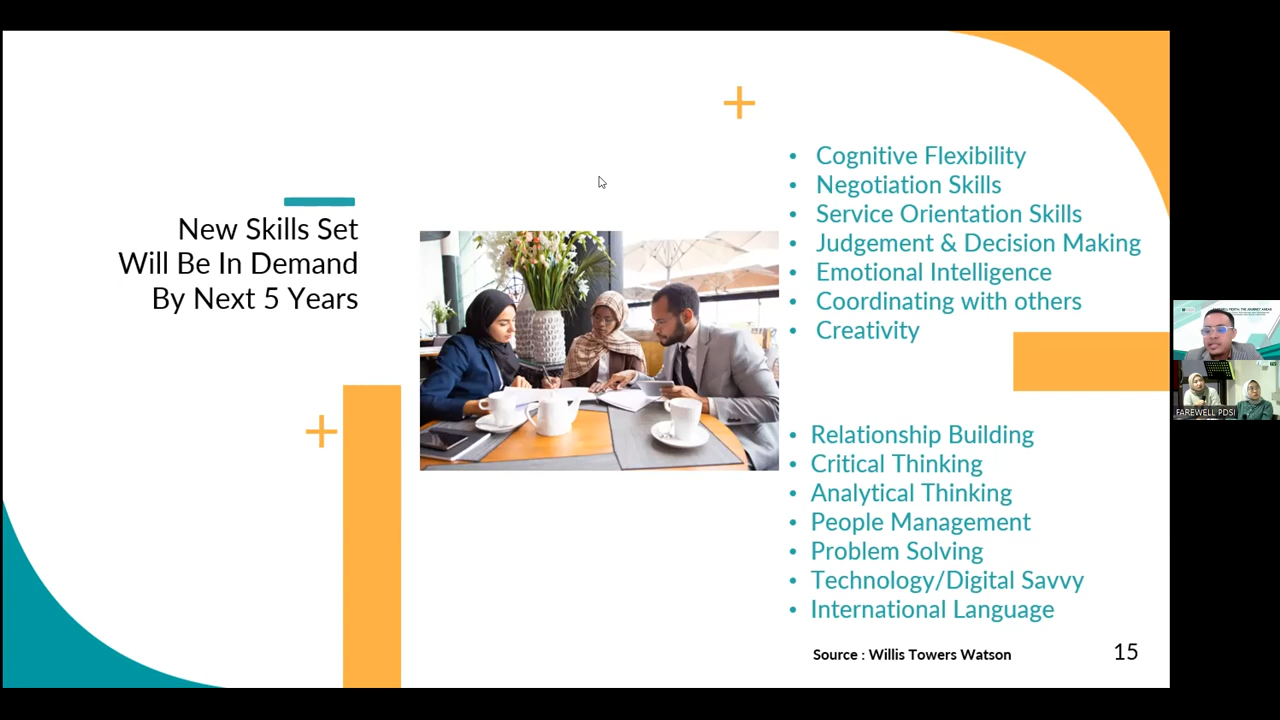 New Skills Set
Will Be In Demand
By Next 5 Years
Cognitive Flexibility
Negotiation Skills
Service Orientation Skills
Judgement & Decision Making
Emotional Intelligence
Coordinating with others
Creativity
Relationship Building
Critical Thinking
Analytical Thinking
People Management
Problem Solving
Technology/Digital Savvy
International Language
Source : Willis Towers Watson
15
FAREWELL PDSI